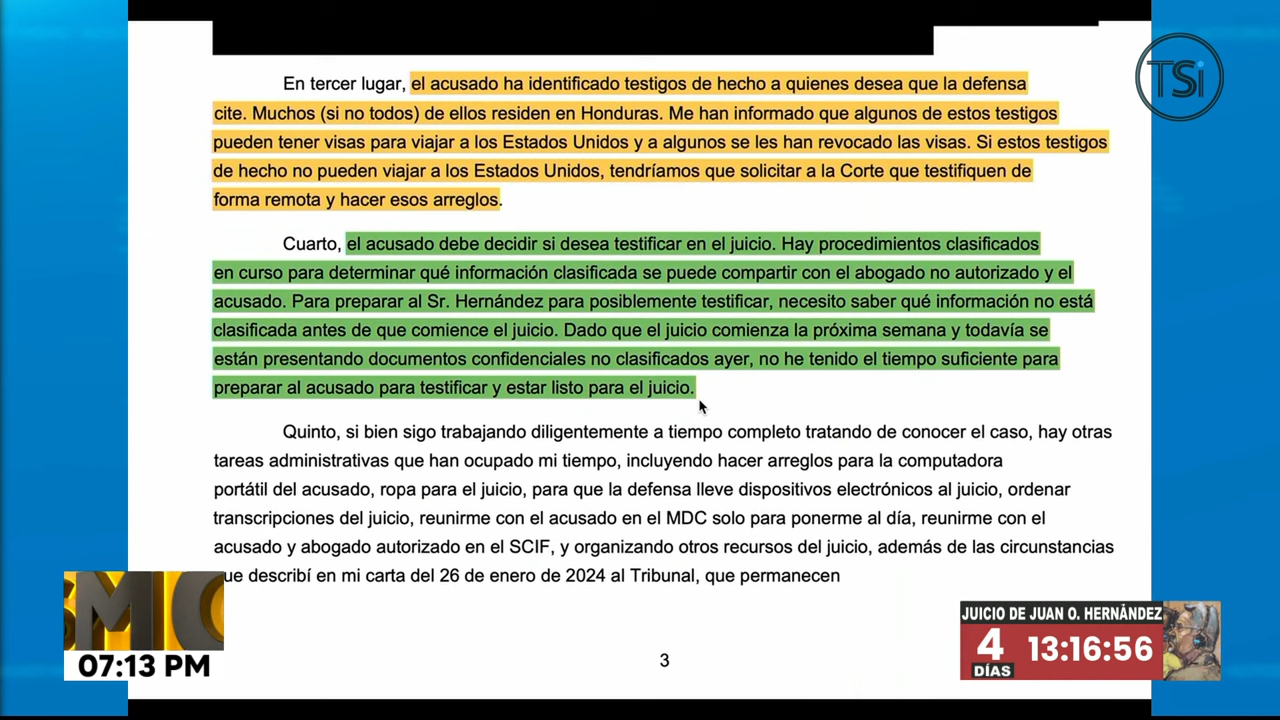 TSi
En tercer lugar, el acusado ha identificado testigos de hecho a quienes desea que la defensa
cite. Muchos (si no todos) de ellos residen en Honduras. Me han informado que algunos de estos testigos
pueden tener visas para viajar a los Estados Unidos y a algunos se les han revocado las visas. Si estos testigos
de hecho no pueden viajar a los Estados Unidos, tendríamos que solicitar a la Corte que testifiquen de
forma remota y hacer esos arreglos.
Cuarto, el acusado debe decidir si desea testificar en el juicio. Hay procedimientos clasificados
en curso para determinar qué información clasificada se puede compartir con el abogado no autorizado y el
acusado. Para preparar al Sr. Hernández para posiblemente testificar, necesito saber qué información no está
clasificada antes de que comience el juicio. Dado que el juicio comienza la próxima semana y todavía se
están presentando documentos confidenciales no clasificados ayer, no he tenido el tiempo suficiente para
preparar al acusado para testificar y estar listo para el juicio.
Quinto, si bien sigo trabajando diligentemente a tiempo completo tratando de conocer el caso, hay otras
tareas administrativas que han ocupado mi tiempo, incluyendo hacer arreglos para la computadora
portátil del acusado, ropa para el juicio, para que la defensa lleve dispositivos electrónicos al juicio, ordenar
transcripciones del juicio, reunirme con el acusado en el MDC solo para ponerme al día, reunirme con el
acusado y abogado autorizado en el SCIF, y organizando otros recursos del juicio, además de las circunstancias
ue describí en mi carta del 26 de enero de 2024 al Tribunal, que permanecen
3
07:13 PM
JUICIO DE JUAN O. HERNÁNDEZ
4 13:16:56
DÍAS